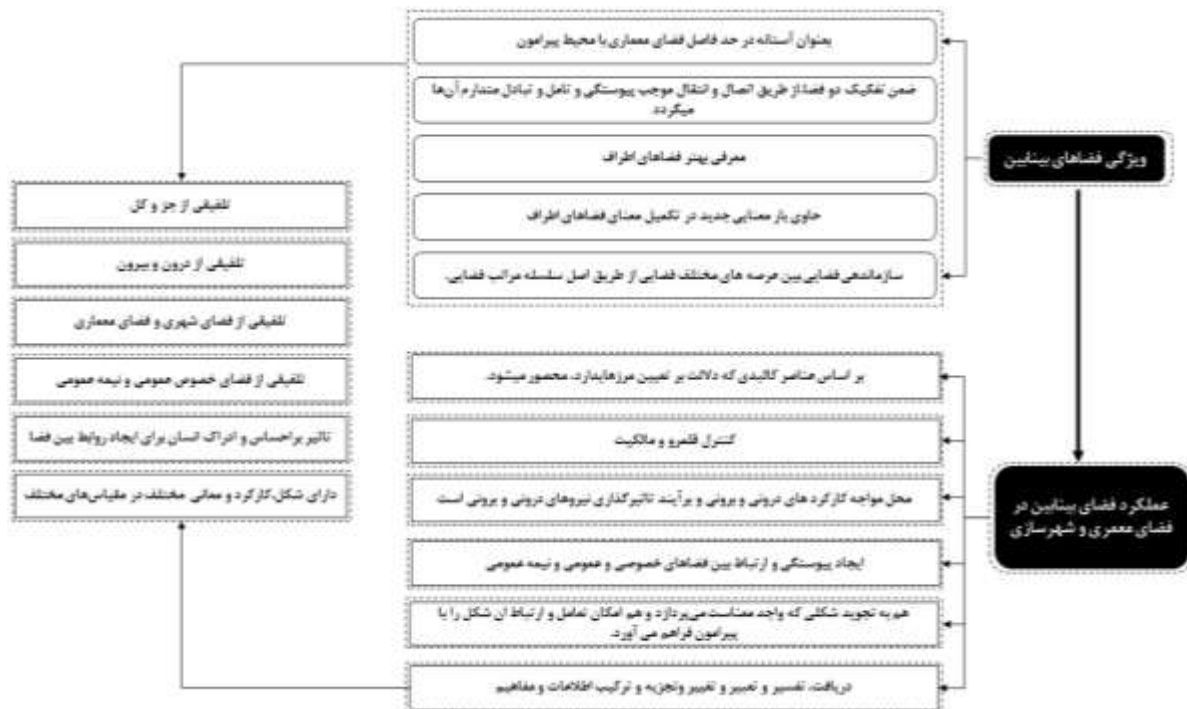 ویژگی فضاهای بینابین
بعنوان آستانه در حد فاصل فضای معماری با محیط پیرامون
ضمن تفکیک دو فضا از طریق اتصال و انتقال موجب پیوستگی و تامل و تبادل متدارم آن‌ها
میگردد
معرفی بهتر فضاهای اطراف
حاوی بار معنایی جدید در تکمیل معنای فضاهای اطراف
سازماندهی فضایی بین عرصه های مختلف فضایی از طریق اصل سلسله مراتب فضایی.
عملکرد فضای بینابین در
فضای معمری و شهرسازی
بر اساس عناصر کالبدی که دلالت بر تعیین مرزهابدارد، محصور میشود.
کنترل قلمرو و مالکیت
محل مواجه کارکرد های درونی و برونی و برآیند تاثیرگذاری نیروهای درونی و برونی است
ایجاد پیوستگی و ارتباط بین فضاهای خصوصی و عمومی و نیمه عمومی
هم به تجوید شکلی که واجد معناست می‌پردازد و هم امکان تعامل و ارتباط ان شکل را با
پیرامون فراهم می آورد.
دریافت، تفسیر و تعبیر و تغییر وتجزیه و ترکیب اطلاعات و مفاهیم
تلفیقی از جز و کل
تلفیقی از درون و بیرون
تلفیقی از فضای شهری و فضای معماری
تلفیقی از فضای خصوص عمومی و نیمه عمومی
تاثیر براحساس و ادراک انسان برای ایجاد روابط بین فضا
دارای شکل،کارکرد و معانی مختلف در مقیاس‌های مختلف